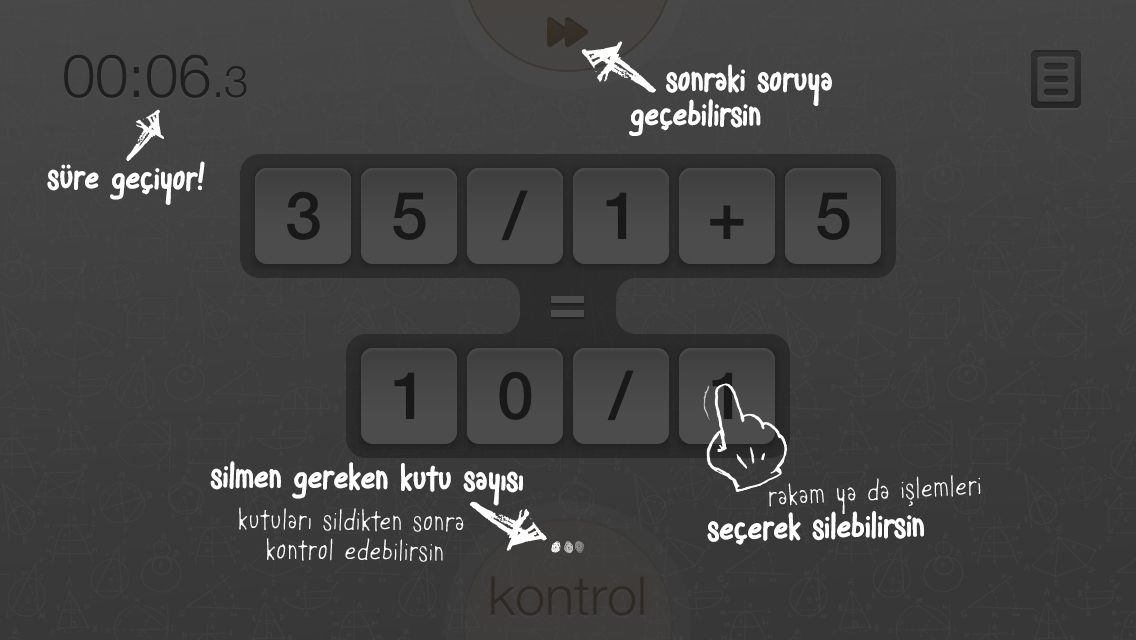 00:06.3
sonraki soruya
geçebilirsin
süre geçiyor!
3 5 / 1 + 5
=
1 0 / 1
silmen gereken kutu sayısı
kutuları sildikten sonra
kontrol edebilirsin
rakam ya da işlemleri
seçerek silebilirsin
kontrol